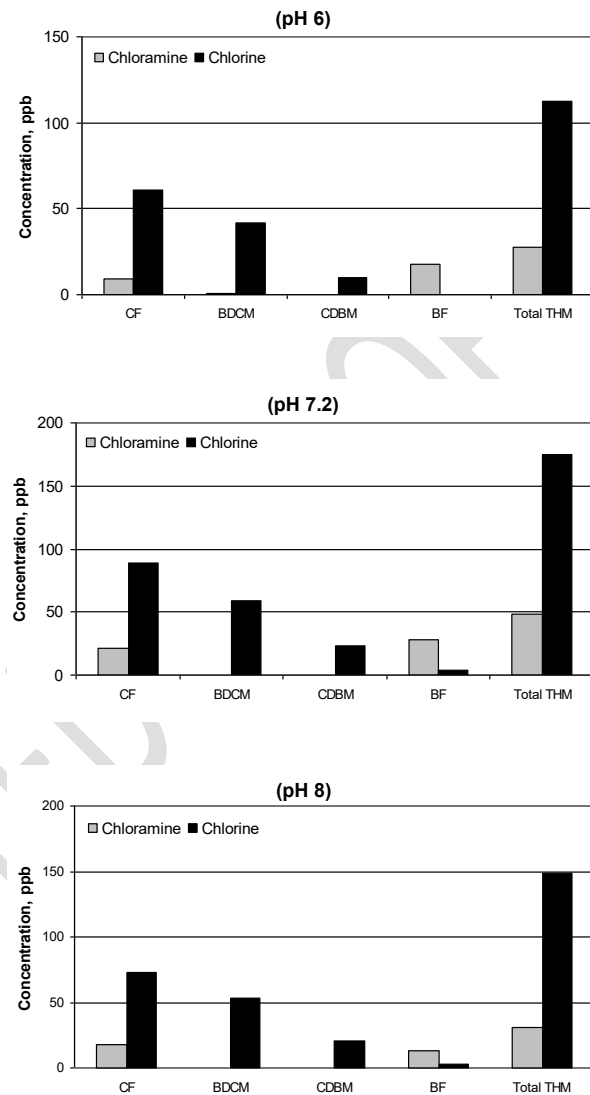 (pH 6)
150
Chloramine Chlorine
100
50
0
Concentration, ppb
CF BDCM CDBM BF Total THM
(pH 7.2)
200
Chloramine Chlorine
150
100
50
0
Concentration, ppb
CF BDCM CDBM BF Total THM
(pH 8)
200
Chloramine Chlorine
150
100
50
0
Concentration, ppb
CF BDCM CDBM BF Total THM